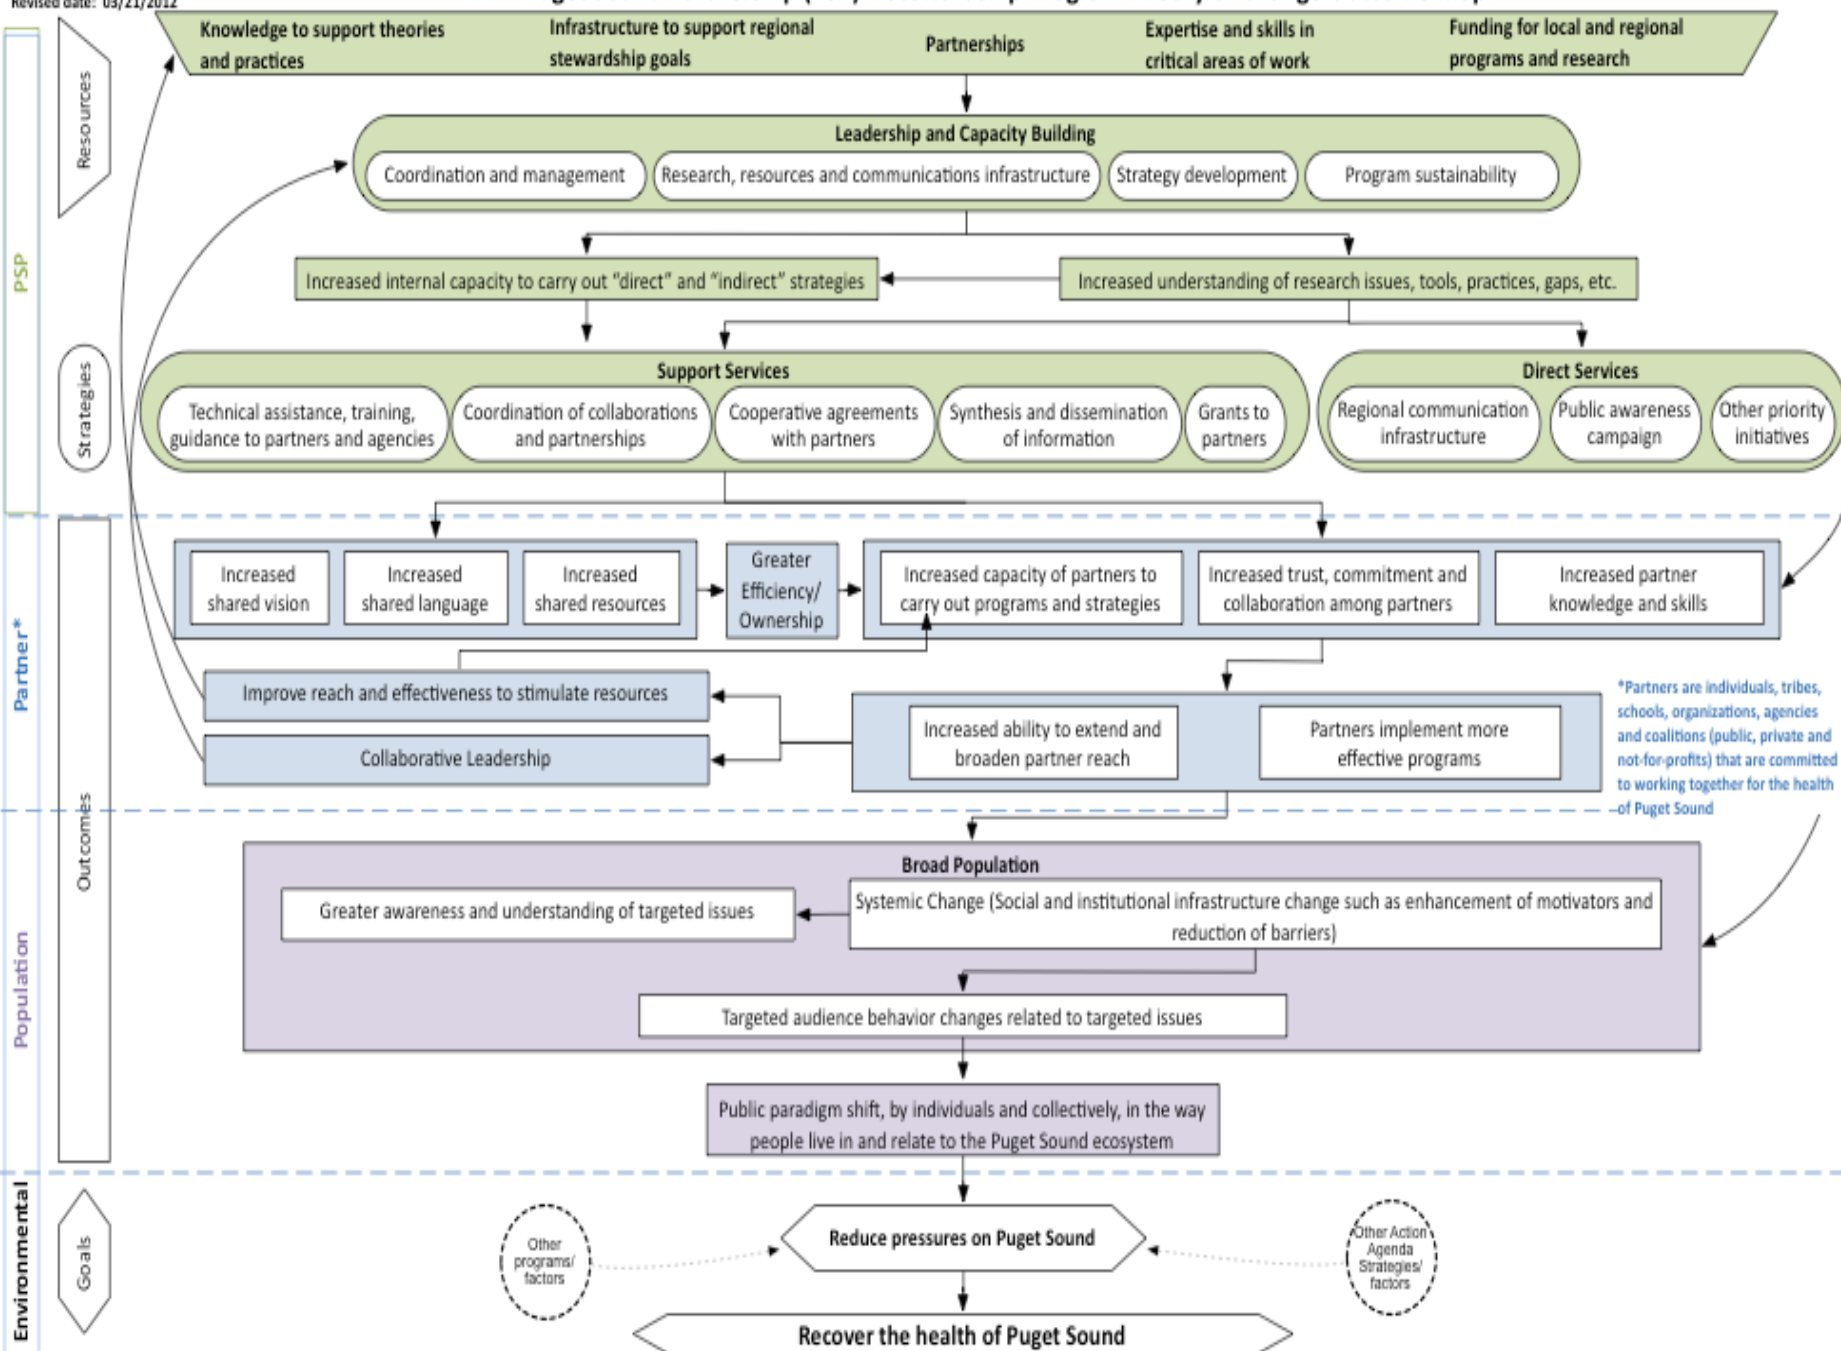 Revised date: 03/21/2012
Knowledge to support theories
and practices
Infrastructure to support regional
stewardship goals
Partnerships
Expertise and skills in
critical areas of work
Funding for local and regional
programs and research
Resources
Leadership and Capacity Building
Coordination and management
Research, resources and communications infrastructure
Strategy development
Program sustainability
PSP
Increased internal capacity to carry out “direct” and “indirect” strategies
Increased understanding of research issues, tools, practices, gaps, etc.
Strategies
Support Services
Technical assistance, training,
guidance to partners and agencies
Coordination of collaborations
and partnerships
Cooperative agreements
with partners
Synthesis and dissemination
of information
Grants to
partners
Direct Services
Regional communication
infrastructure
Public awareness
campaign
Other priority
initiatives
Partner*
Outcomes
Increased
shared vision
Increased
shared language
Increased
shared resources
Greater
Efficiency/
Ownership
Increased capacity of partners to
carry out programs and strategies
Increased trust, commitment and
collaboration among partners
Increased partner
knowledge and skills
Improve reach and effectiveness to stimulate resources
Collaborative Leadership
Increased ability to extend and
broaden partner reach
Partners implement more
effective programs
*Partners are individuals, tribes,
schools, organizations, agencies
and coalitions (public, private and
not-for-profits) that are committed
to working together for the health
of Puget Sound
Population
Broad Population
Greater awareness and understanding of targeted issues
Systemic Change (Social and institutional infrastructure change such as enhancement of motivators and
reduction of barriers)
Targeted audience behavior changes related to targeted issues
Public paradigm shift, by individuals and collectively, in the way
people live in and relate to the Puget Sound ecosystem
Environmental
Goals
Other
programs/
factors
Reduce pressures on Puget Sound
Other Action
Agenda
Strategies/
factors
Recover the health of Puget Sound